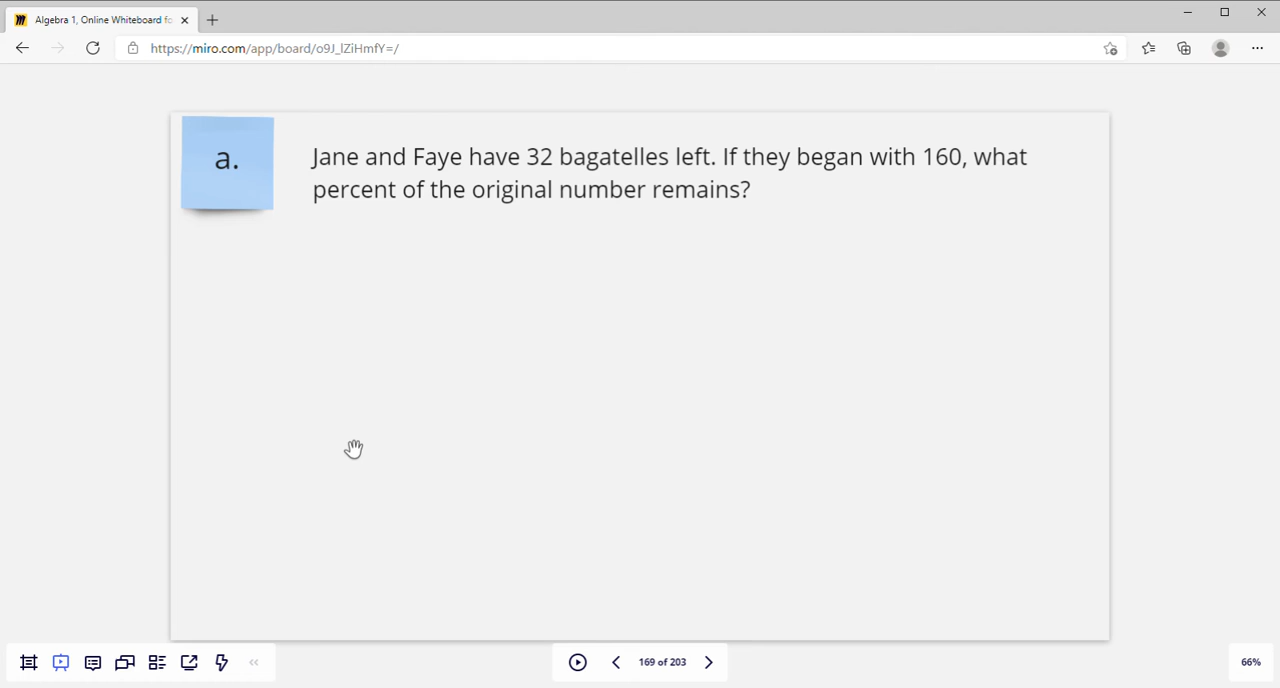 Algebra 1, Online Whiteboard fo
https://miro.com/app/board/o9J_lZiHmfY=/
a.
Jane and Faye have 32 bagatelles left. If they began with 160, what
percent of the original number remains?
169 of 203
66%